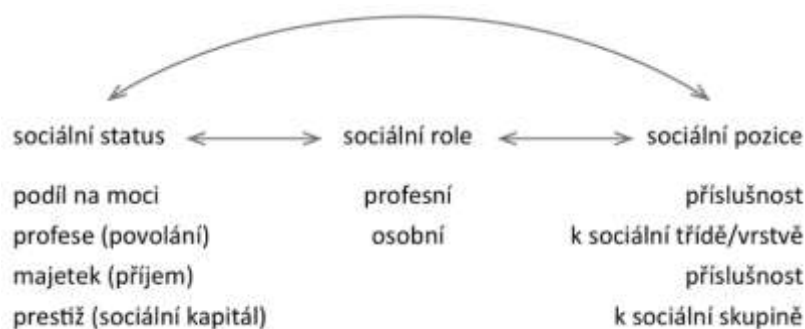 sociální status sociální role sociální pozice
podíl na moci profesní příslušnost
profese (povolání) osobní k sociální třídě/vrstvě
majetek (příjem) příslušnost
prestiž (sociální kapitál) k sociální skupině